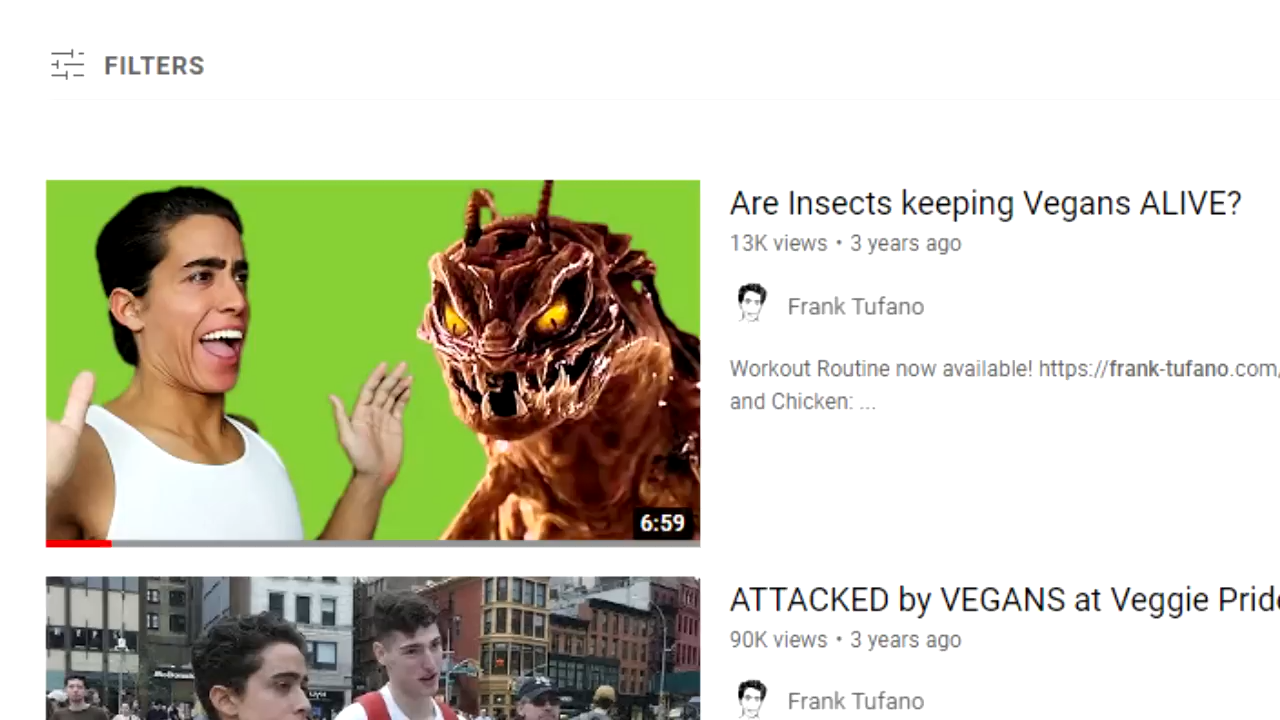 FILTERS
Are Insects keeping Vegans ALIVE?
13K views • 3 years ago
Frank Tufano
Workout Routine now available! https://frank-tufano.com/
and Chicken: ...
6:59
ATTACKED by VEGANS at Veggie Pride
90K views • 3 years ago
Frank Tufano